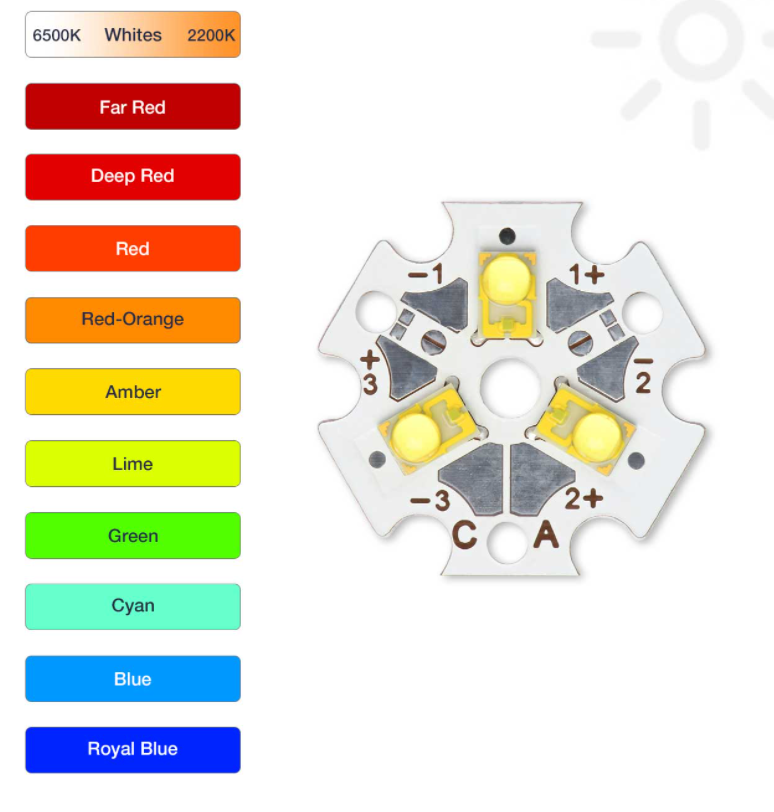 6500K Whites 2200K
Far Red
Deep Red
Red
Red-Orange
Amber
Lime
Green
Cyan
Blue
Royal Blue
−1
1+
+
3
−
2
−3
2+
C
A